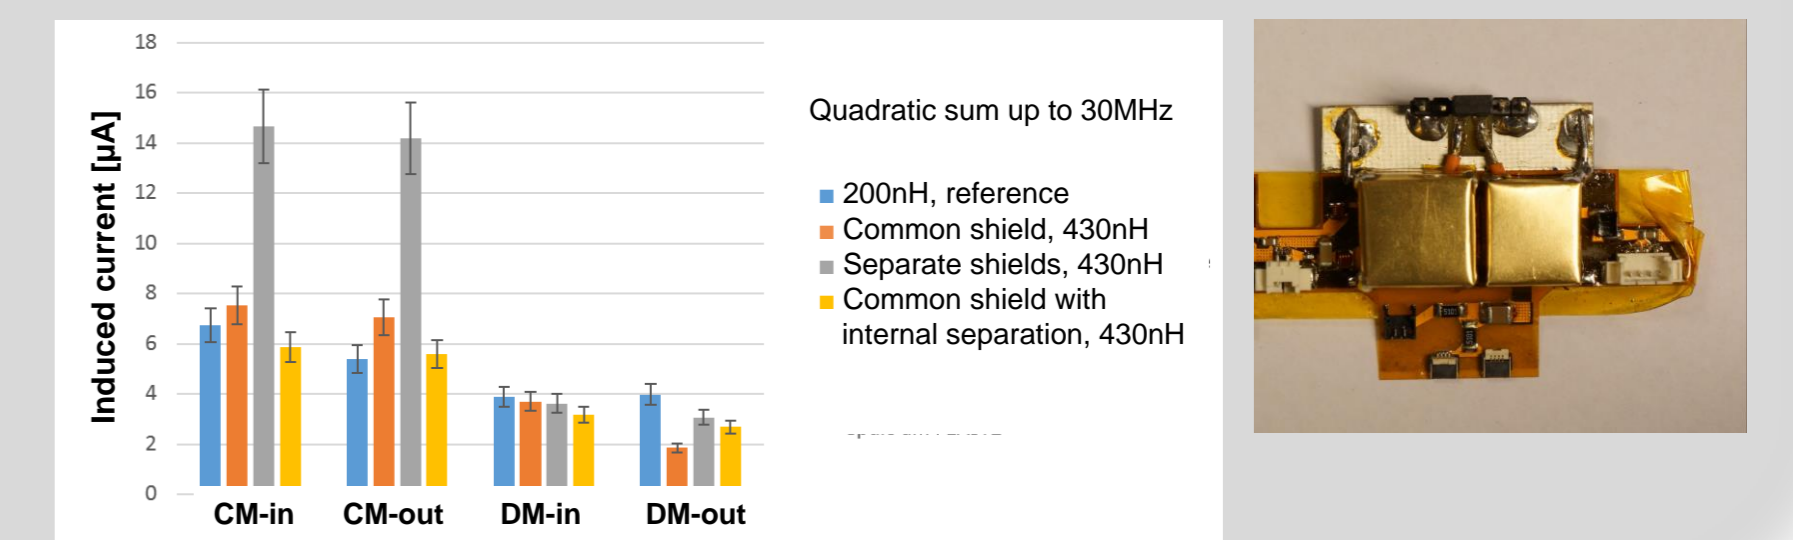 18
16
14
12
10
8
6
4
2
0
Induced current [µA]
CM-in
CM-out
DM-in
DM-out
Quadratic sum up to 30MHz
200nH, reference
Common shield, 430nH
Separate shields, 430nH
Common shield with
internal separation, 430nH